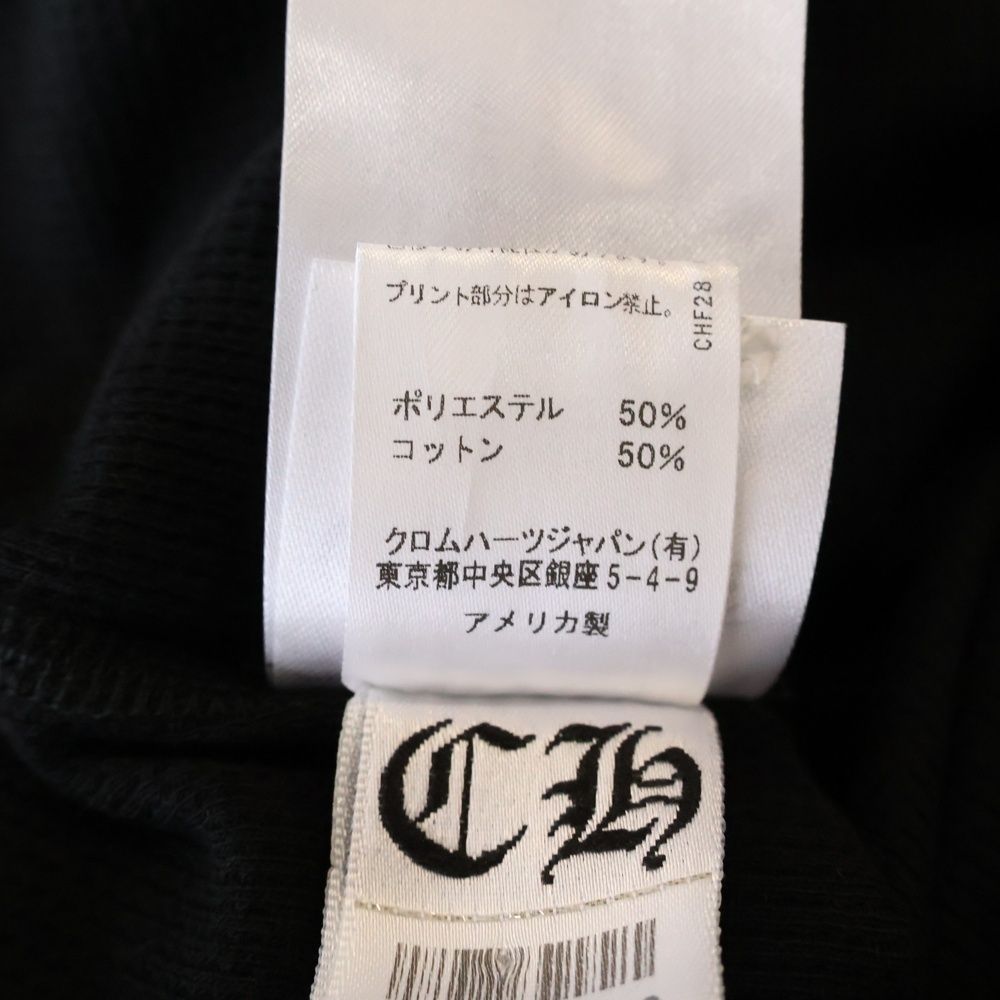 プリント部分はアイロン禁止。
CHF28
ポリエステル 50%
コットン 50%
クロムハーツジャパン(有)
東京都中央区銀座5-4-9
アメリカ製
CH